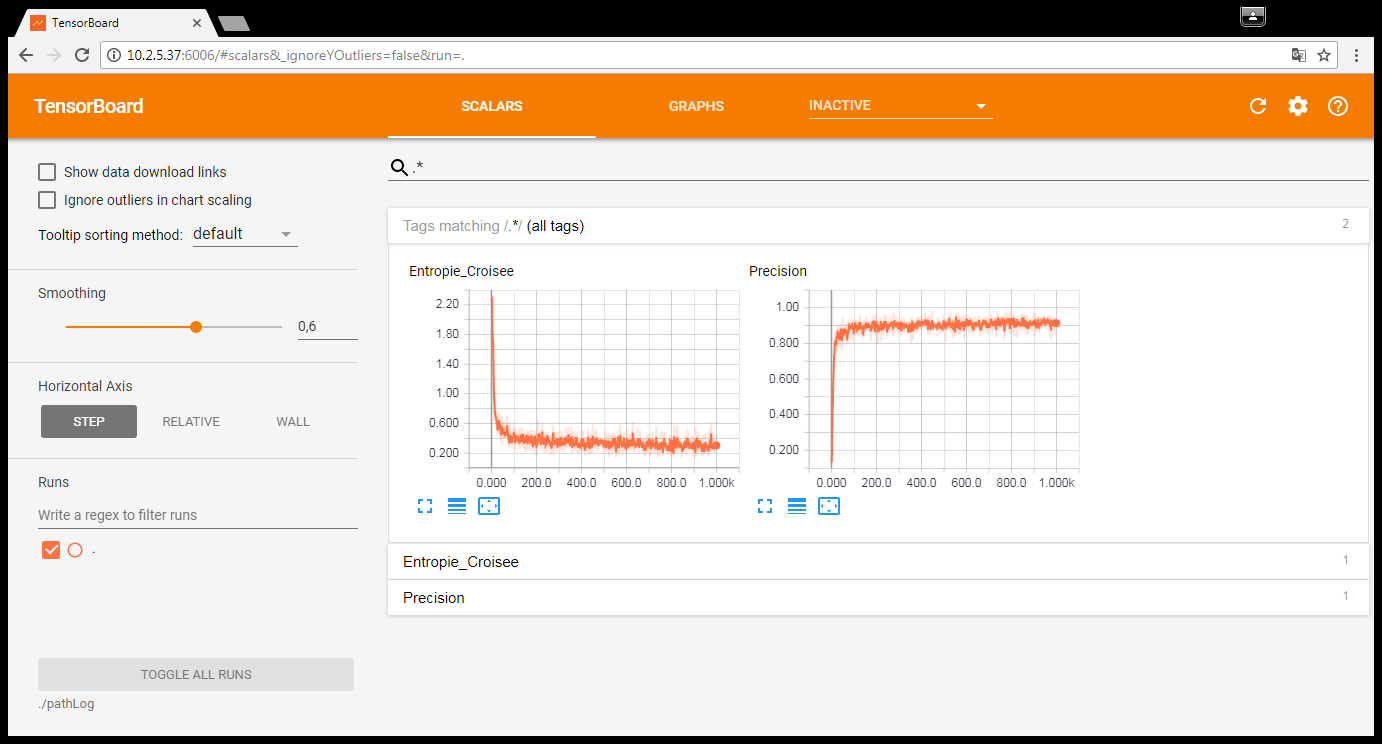 TensorBoard
10.2.5.37:6006/#scalars&_ignoreYOutliers=false&run=.
TensorBoard
SCALARS
GRAPHS
INACTIVE
Show data download links
Ignore outliers in chart scaling
Tooltip sorting method: default
Smoothing
0,6
Horizontal Axis
STEP RELATIVE WALL
Runs
Write a regex to filter runs
.
TOGGLE ALL RUNS
./pathLog
.*
Tags matching /.*/ (all tags) 2
Entropie_Croisee
2.20
1.80
1.40
1.00
0.600
0.200
0.000 200.0 400.0 600.0 800.0 1.000k
Precision
1.00
0.800
0.600
0.400
0.200
0.000 200.0 400.0 600.0 800.0 1.000k
Entropie_Croisee 1
Precision 1